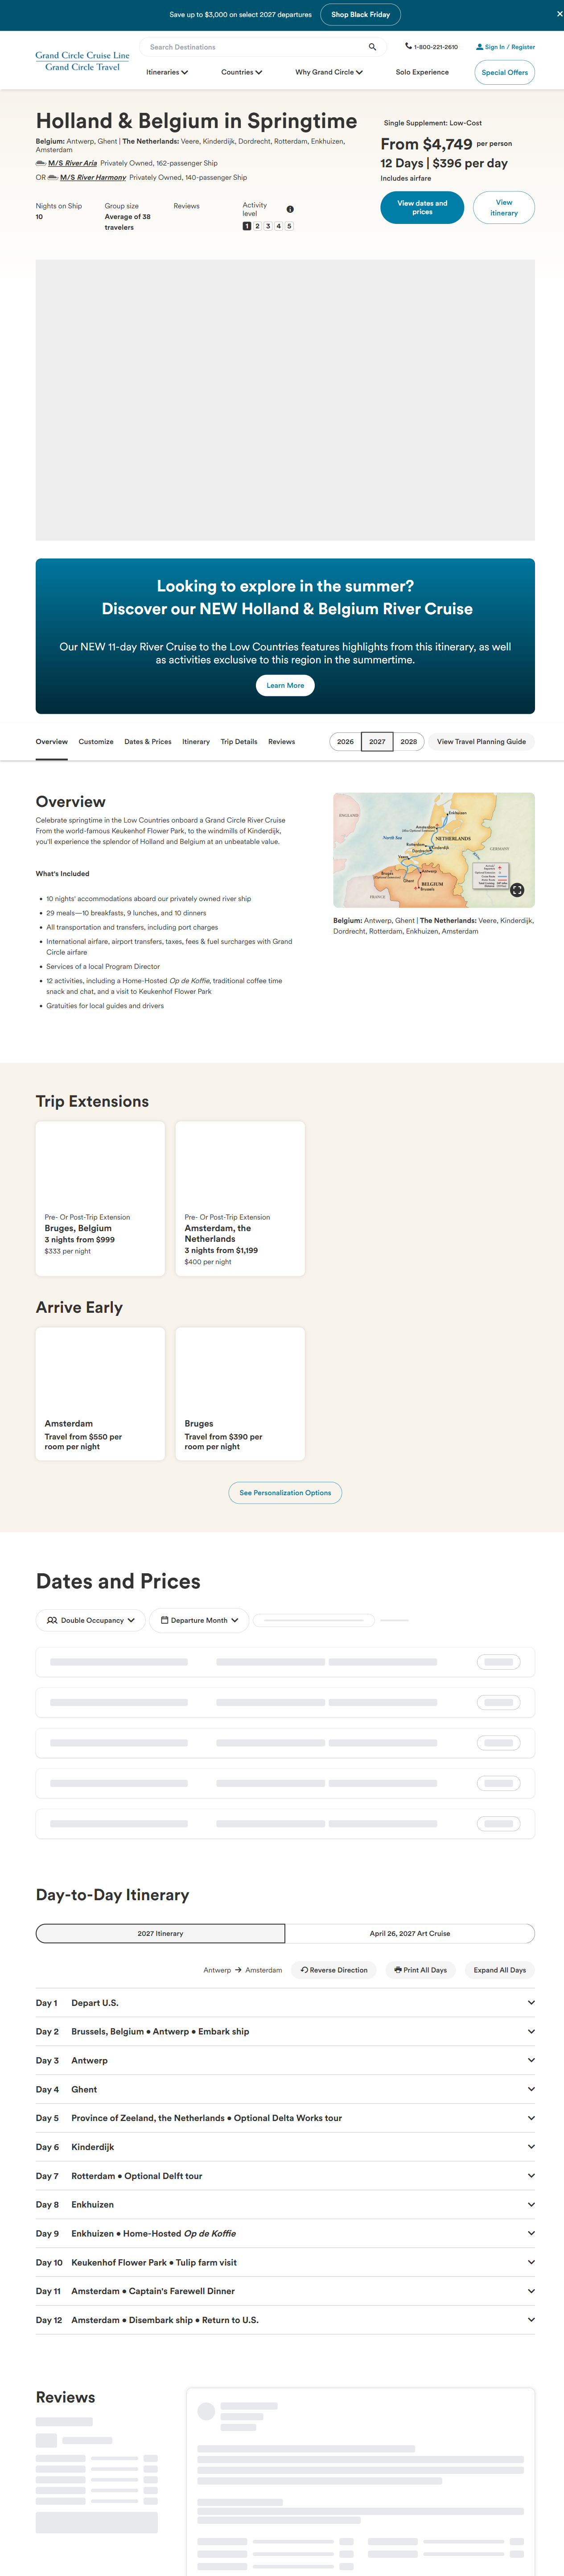 Save up to $3,000 on select 2027 departures
Shop Black Friday
Grand Circle Cruise Line
Grand Circle Travel
Search Destinations
1-800-221-2610
Sign In / Register
Itineraries
Countries
Why Grand Circle
Solo Experience
Special Offers
Holland & Belgium in Springtime
Belgium: Antwerp, Ghent | The Netherlands: Veere, Kinderdijk, Dordrecht, Rotterdam, Enkhuizen,
Amsterdam
M/S River Aria Privately Owned, 162-passenger Ship
OR M/S River Harmony Privately Owned, 140-passenger Ship
Nights on Ship
10
Group size
Average of 38
travelers
Reviews
Activity
level
1 2 3 4 5
Single Supplement: Low-Cost
From $4,749 per person
12 Days | $396 per day
Includes airfare
View dates and
prices
View
itinerary
Looking to explore in the summer?
Discover our NEW Holland & Belgium River Cruise
Our NEW 11-day River Cruise to the Low Countries features highlights from this itinerary, as well
as activities exclusive to this region in the summertime.
Learn More
Overview
Customize
Dates & Prices
Itinerary
Trip Details
Reviews
2026
2027
2028
View Travel Planning Guide
Overview
Celebrate springtime in the Low Countries onboard a Grand Circle River Cruise
From the world-famous Keukenhof Flower Park, to the windmills of Kinderdijk,
you'll experience the splendor of Holland and Belgium at an unbeatable value.
What's Included
• 10 nights' accommodations aboard our privately owned river ship
• 29 meals—10 breakfasts, 9 lunches, and 10 dinners
• All transportation and transfers, including port charges
• International airfare, airport transfers, taxes, fees & fuel surcharges with Grand
Circle airfare
• Services of a local Program Director
• 12 activities, including a Home-Hosted Op de Koffie, traditional coffee time
snack and chat, and a visit to Keukenhof Flower Park
• Gratuities for local guides and drivers
ENGLAND
North Sea
Enkhuizen
Amsterdam
NETHERLANDS
Kinderdijk
Dordrecht
Veere
GERMANY
Bruges
Antwerp
Ghent
BELGIUM
Brussels
FRANCE
Belgium: Antwerp, Ghent | The Netherlands: Veere, Kinderdijk,
Dordrecht, Rotterdam, Enkhuizen, Amsterdam
Trip Extensions
Pre- Or Post-Trip Extension
Bruges, Belgium
3 nights from $999
$333 per night
Pre- Or Post-Trip Extension
Amsterdam, the
Netherlands
3 nights from $1,199
$400 per night
Arrive Early
Amsterdam
Travel from $550 per
room per night
Bruges
Travel from $390 per
room per night
See Personalization Options
Dates and Prices
Double Occupancy
Departure Month
Day-to-Day Itinerary
2027 Itinerary
April 26, 2027 Art Cruise
Antwerp → Amsterdam
Reverse Direction
Print All Days
Expand All Days
Day 1 Depart U.S.
Day 2 Brussels, Belgium • Antwerp • Embark ship
Day 3 Antwerp
Day 4 Ghent
Day 5 Province of Zeeland, the Netherlands • Optional Delta Works tour
Day 6 Kinderdijk
Day 7 Rotterdam • Optional Delft tour
Day 8 Enkhuizen
Day 9 Enkhuizen • Home-Hosted Op de Koffie
Day 10 Keukenhof Flower Park • Tulip farm visit
Day 11 Amsterdam • Captain's Farewell Dinner
Day 12 Amsterdam • Disembark ship • Return to U.S.
Reviews